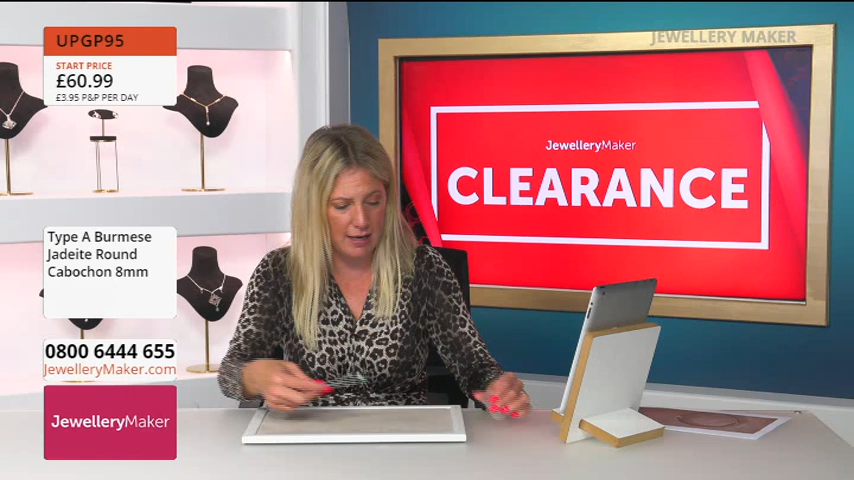 UPGP95
START PRICE
£60.99
£3.95 P&P PER DAY
Type A Burmese
Jadeite Round
Cabochon 8mm
0800 6444 655
JewelleryMaker.com
JewelleryMaker
JEWELLERY MAKER
JewelleryMaker
CLEARANCE